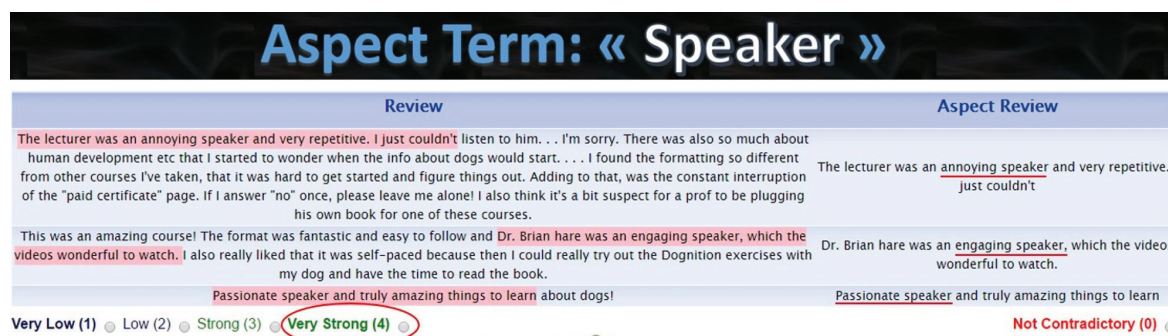 Aspect Term: « Speaker »
Review
Aspect Review
The lecturer was an annoying speaker and very repetitive. I just couldn't listen to him. . . I'm sorry. There was also so much about
human development etc that I started to wonder when the info about dogs would start. . . . I found the formatting so different
from other courses I've taken, that it was hard to get started and figure things out. Adding to that, was the constant interruption
of the "paid certificate" page. If I answer "no" once, please leave me alone! I also think it's a bit suspect for a prof to be plugging
his own book for one of these courses.
The lecturer was an annoying speaker and very repetitive.
just couldn't
This was an amazing course! The format was fantastic and easy to follow and Dr. Brian hare was an engaging speaker, which the
videos wonderful to watch. I also really liked that it was self-paced because then I could really try out the Dognition exercises with
my dog and have the time to read the book.
Dr. Brian hare was an engaging speaker, which the videos
wonderful to watch.
Passionate speaker and truly amazing things to learn about dogs!
Passionate speaker and truly amazing things to learn
Very Low (1) Low (2) Strong (3) Very Strong (4) Not Contradictory (0)